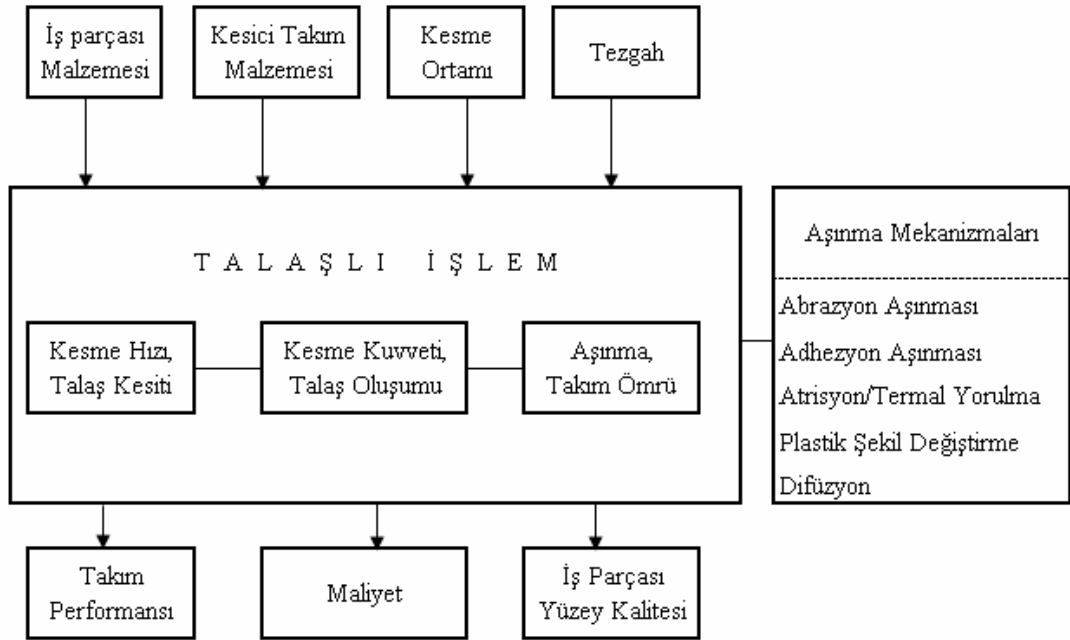 İş parçası
Malzemesi
Kesici Takım
Malzemesi
Kesme
Ortamı
Tezgah
TALAŞLI İŞLEM
Kesme Hızı,
Talaş Kesiti
Kesme Kuvveti,
Talaş Oluşumu
Aşınma,
Takım Ömrü
Aşınma Mekanizmaları
Abrazyon Aşınması
Adhezyon Aşınması
Atrisyon/Termal Yorulma
Plastik Şekil Değiştirme
Difüzyon
Takım
Performansı
Maliyet
İş Parçası
Yüzey Kalitesi